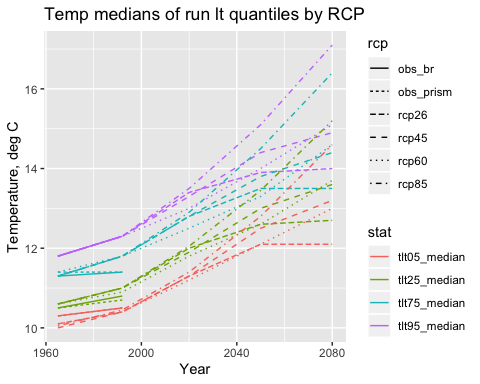 Temp medians of run lt quantiles by RCP
Temperature, deg C
16
14
12
10
1960
2000
2040
2080
Year
rcp
obs_br
obs_prism
rcp26
rcp45
rcp60
rcp85
stat
tlt05_median
tlt25_median
tlt75_median
tlt95_median